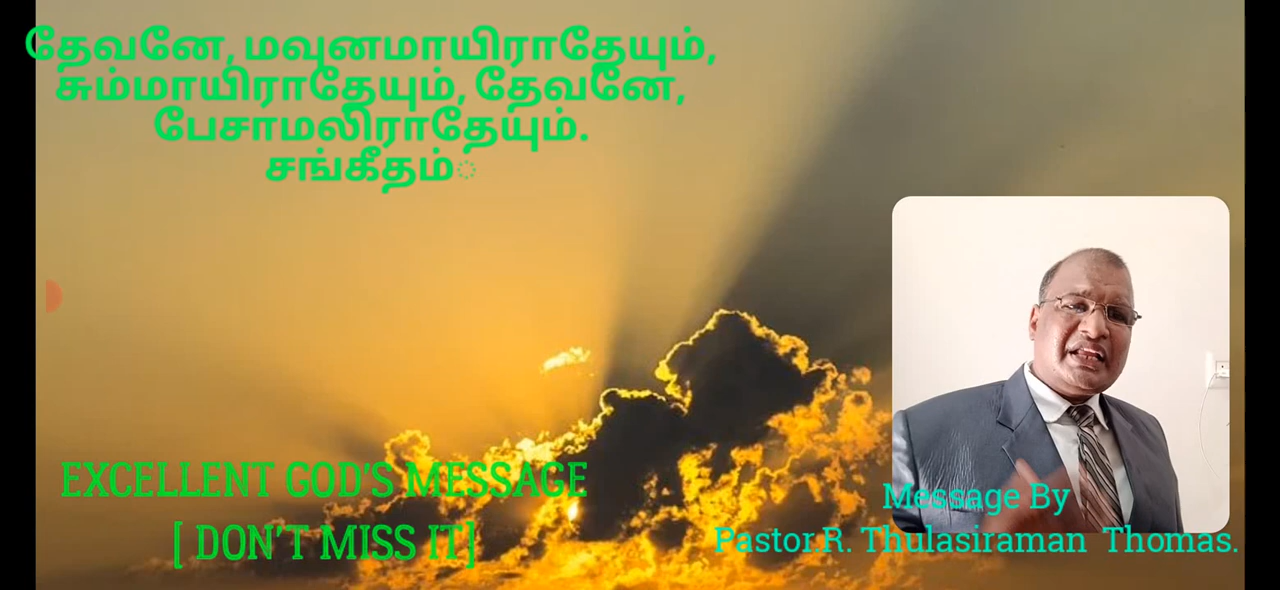 தேவனே, மவுனமாயிராதேயும்,
சும்மாயிராதேயும், தேவனே,
பேசாமலிராதேயும்.
சங்கீதம்
EXCELLENT GOD'S MESSAGE
[ DON'T MISS IT]
Message By
Pastor.R. Thulasiraman Thomas.